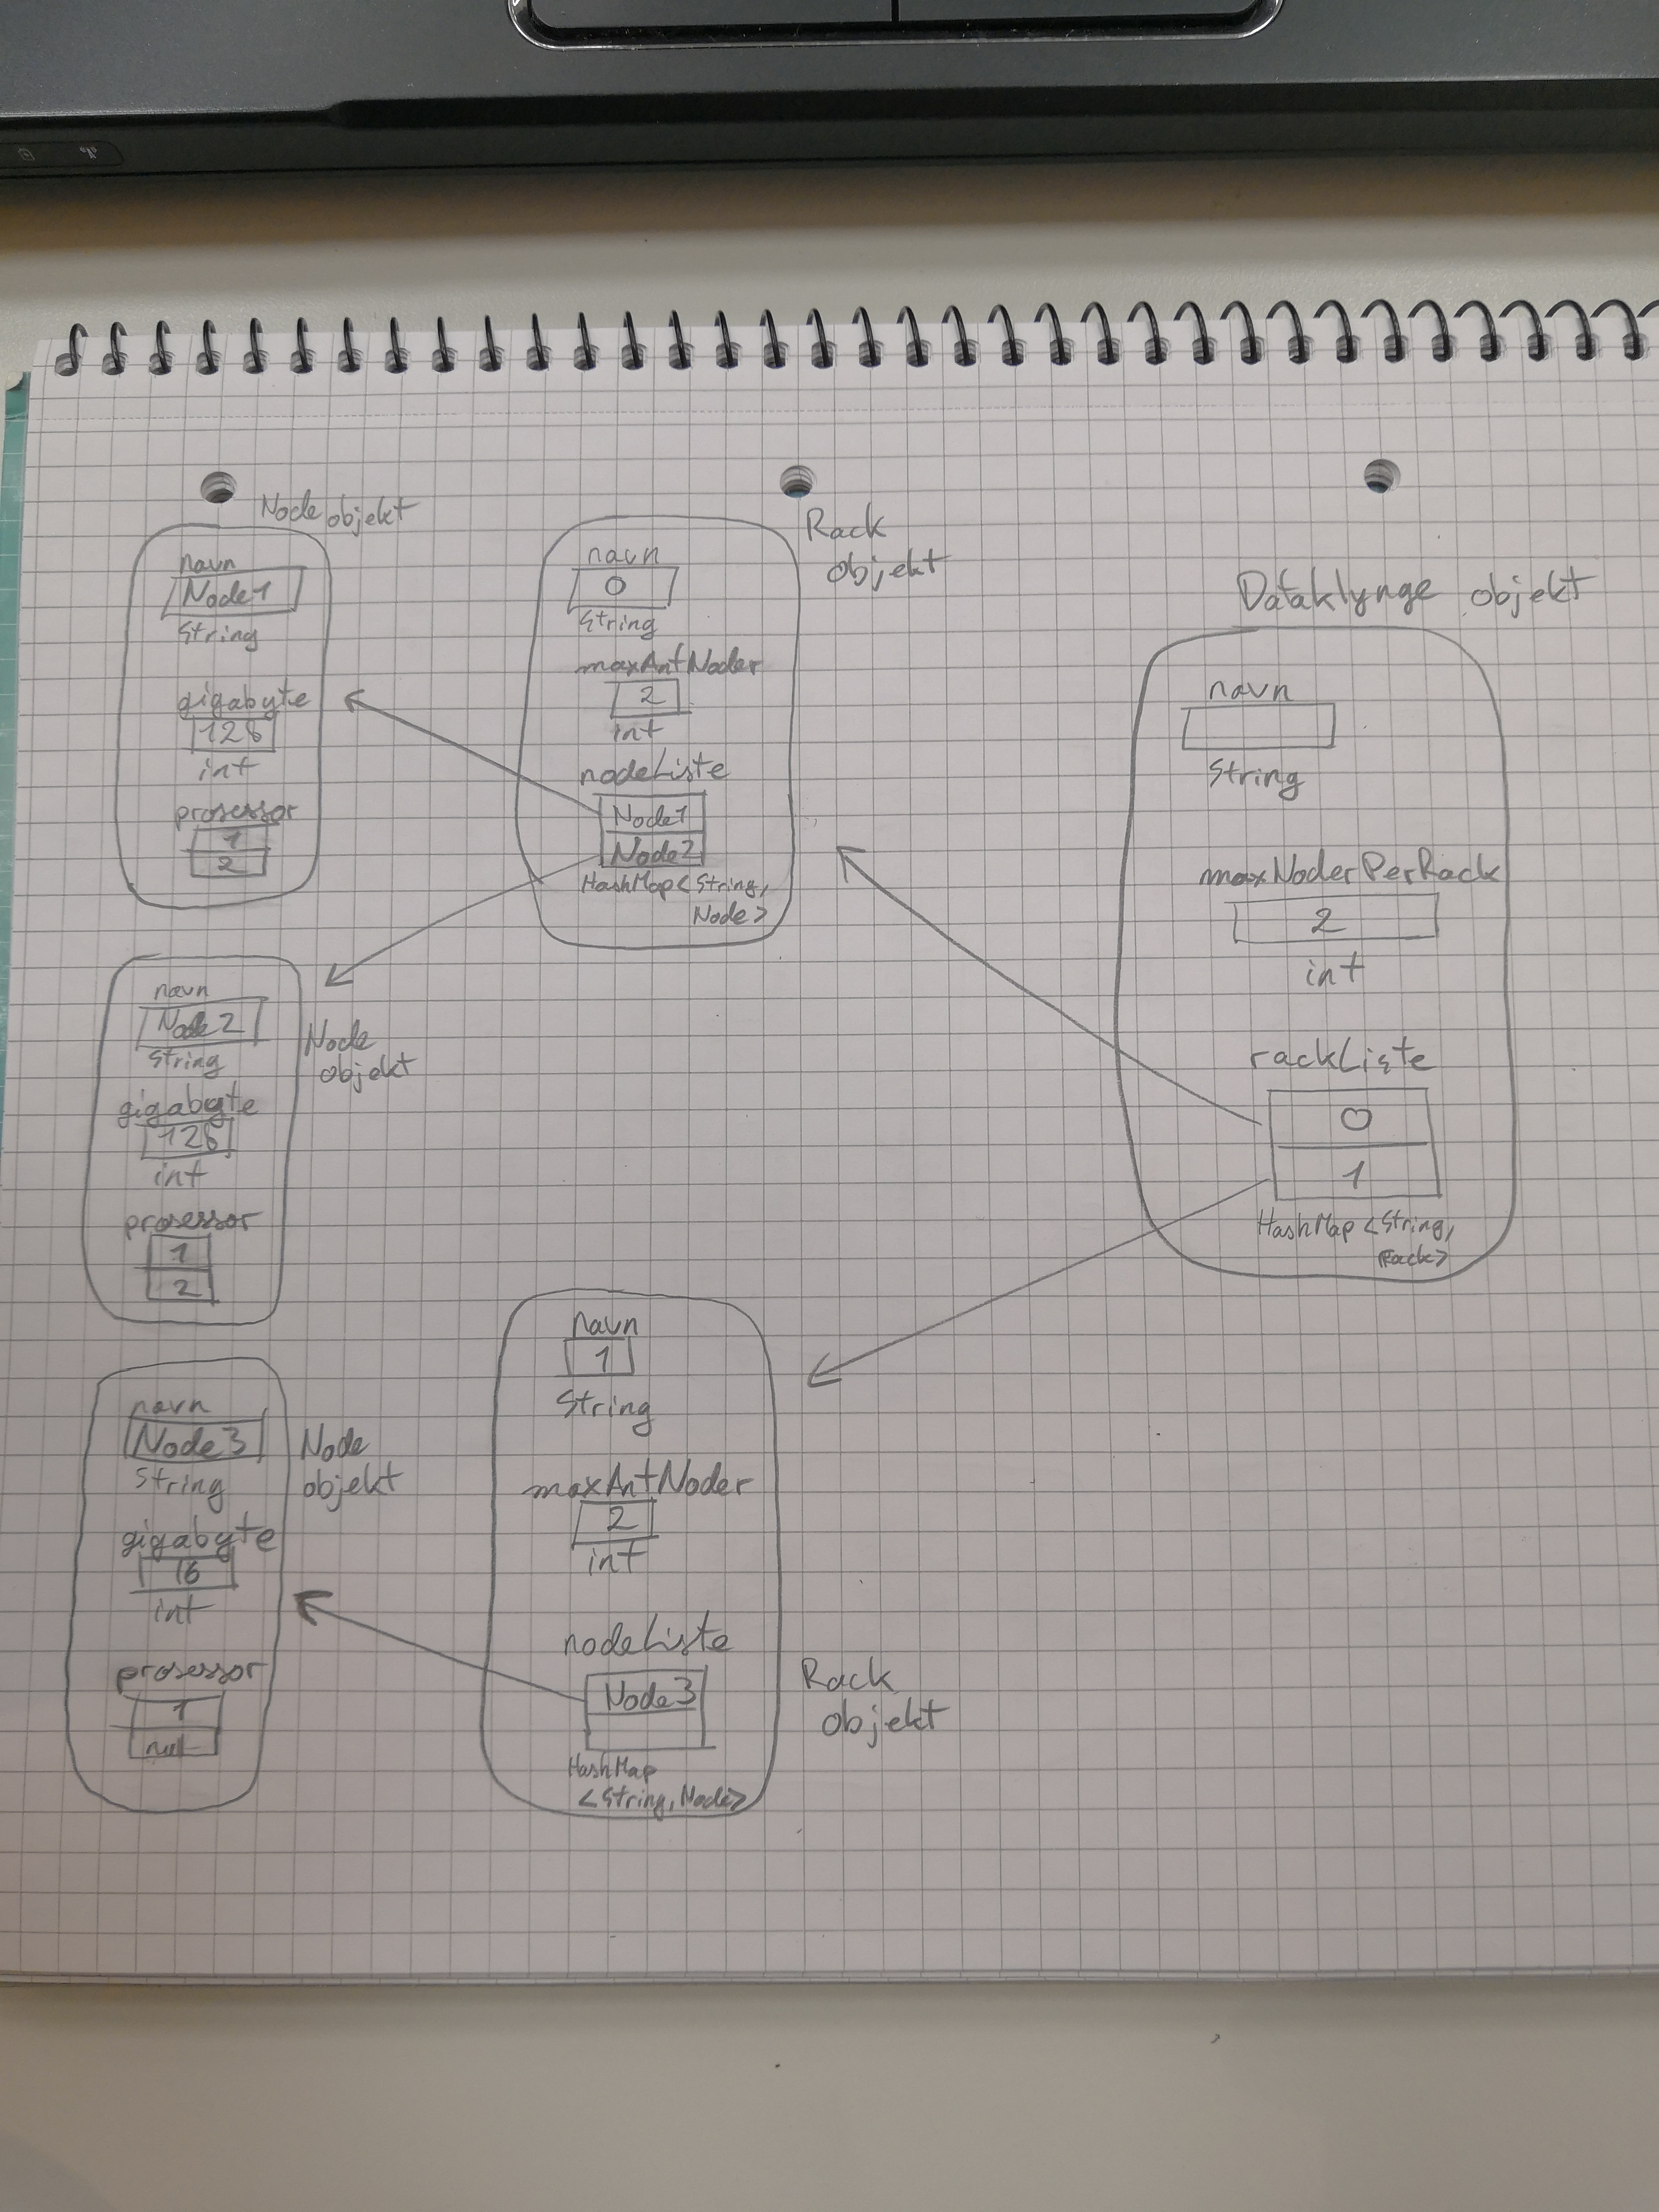 Node objekt
navn
Node1
String
gigabyte
128
int
prosessor
1
2
navn
Node2
String
Node
objekt
gigabyte
128
int
prosessor
1
2
navn
Node3
String
Node
objekt
gigabyte
16
int
prosessor
1
null
Rack
objekt
navn
0
String
maxAntNoder
2
int
nodeListe
Node1
Node2
HashMap<String,
Node>
navn
1
String
maxAntNoder
2
int
nodeListe
Node3
HashMap
<String, Node>
Rack
objekt
Dataklynge objekt
navn
String
maxNoderPerRack
2
int
rackListe
0
1
HashMap<String,
Rack>